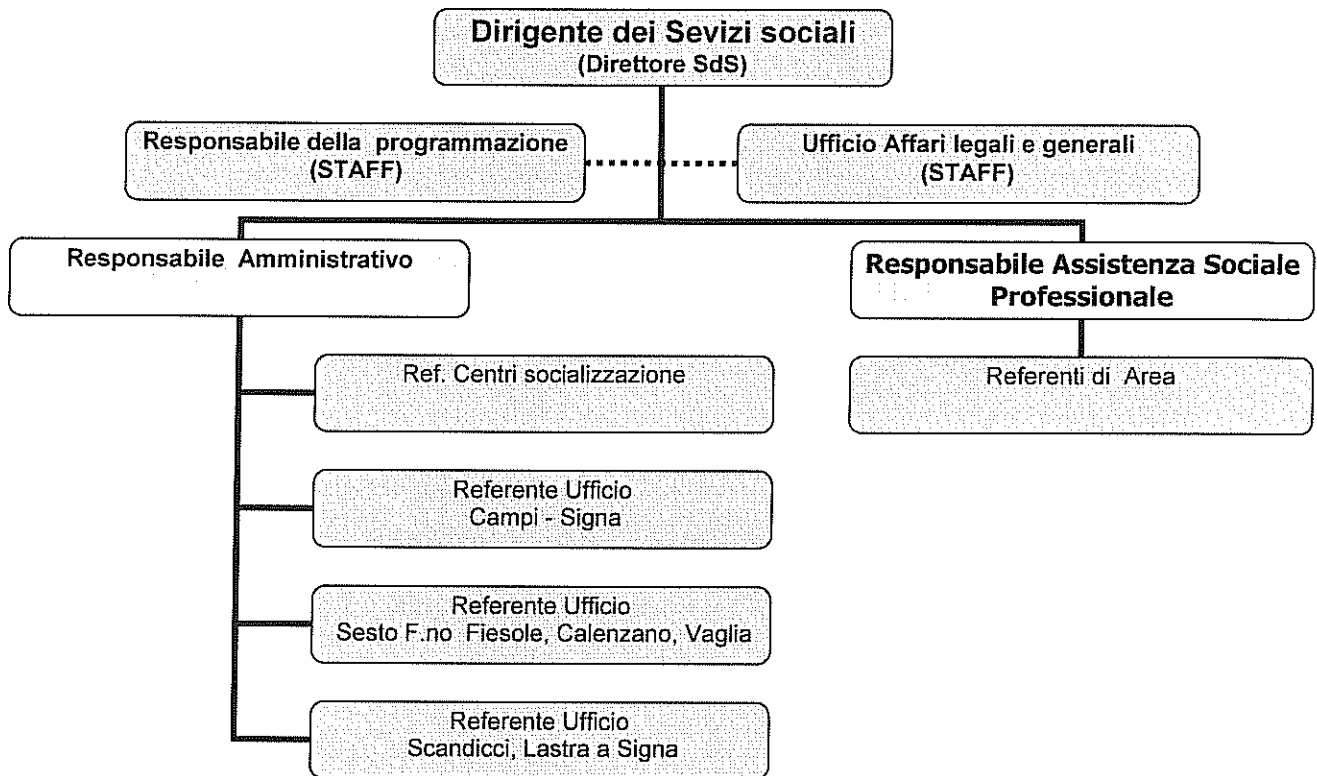 Dirigente dei Sevizi sociali
(Direttore SdS)
Responsabile della programmazione
(STAFF)
Ufficio Affari legali e generali
(STAFF)
Responsabile Amministrativo
Responsabile Assistenza Sociale
Professionale
Ref. Centri socializzazione
Referenti di Area
Referente Ufficio
Campi - Signa
Referente Ufficio
Sesto F.no Fiesole, Calenzano, Vaglia
Referente Ufficio
Scandicci, Lastra a Signa